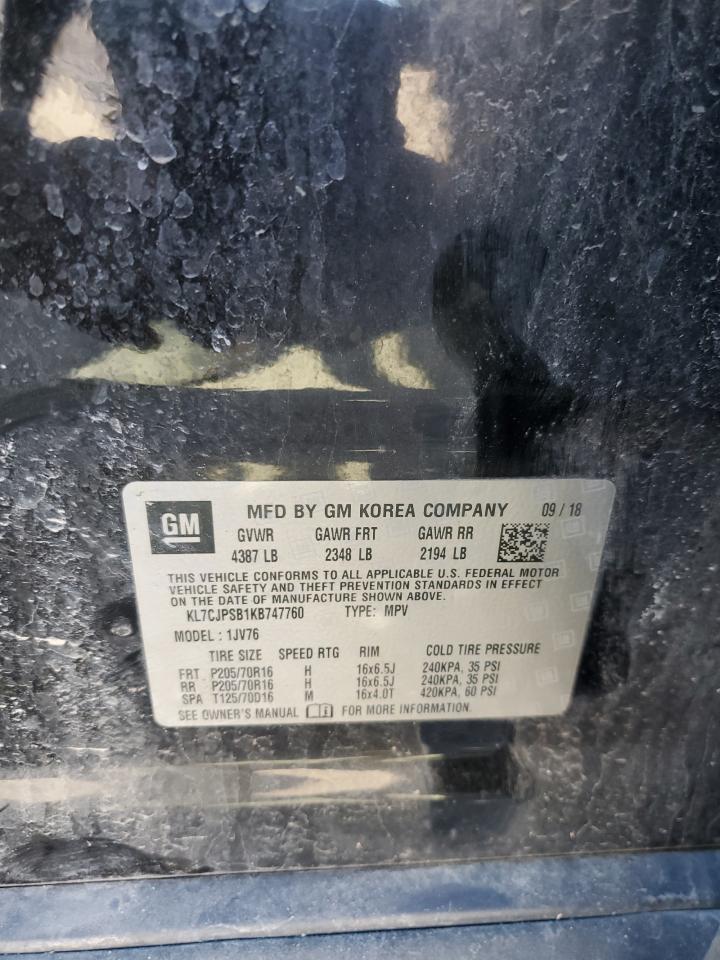 GM MFD BY GM KOREA COMPANY 09 / 18
GVWR GAWR FRT GAWR RR
4387 LB 2348 LB 2194 LB
THIS VEHICLE CONFORMS TO ALL APPLICABLE U.S. FEDERAL MOTOR
VEHICLE SAFETY AND THEFT PREVENTION STANDARDS IN EFFECT
ON THE DATE OF MANUFACTURE SHOWN ABOVE.
KL7CJPSB1KB747760 TYPE: MPV
MODEL : 1JV76
TIRE SIZE SPEED RTG RIM COLD TIRE PRESSURE
FRT P205/70R16 H 16x6.5J 240KPA, 35 PSI
RR P205/70R16 H 16x6.5J 240KPA, 35 PSI
SPA T125/70D16 M 16x4.0T 420KPA, 60 PSI
SEE OWNER'S MANUAL FOR MORE INFORMATION.